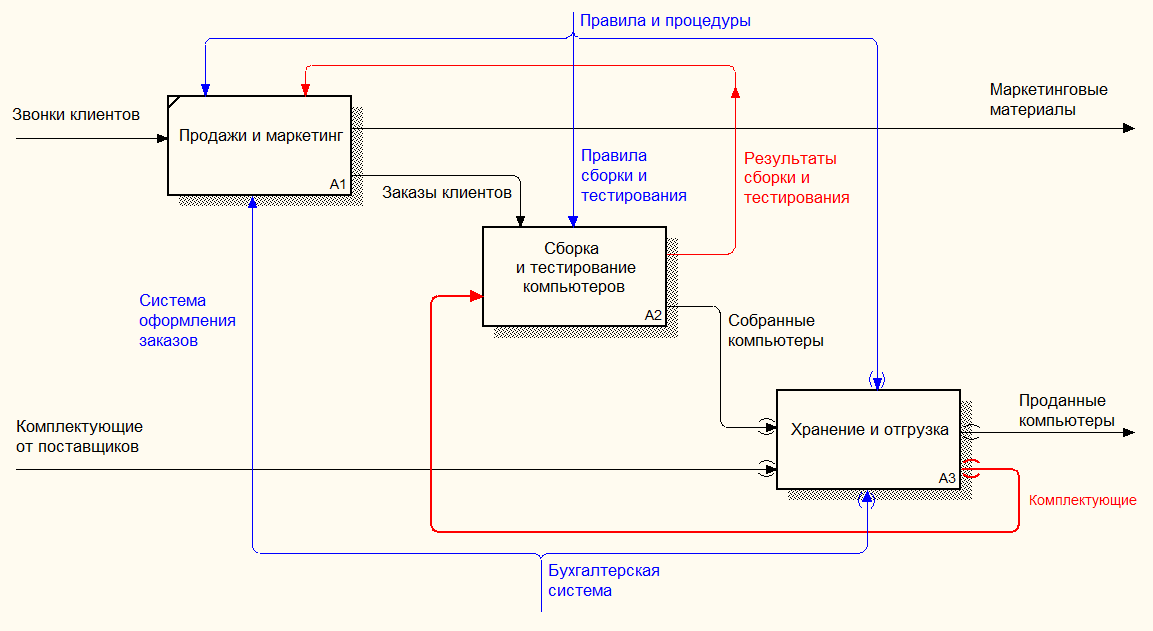 Правила и процедуры
Звонки клиентов
Продажи и маркетинг
A1
Маркетинговые
материалы
Заказы клиентов
Правила
сборки и
тестирования
Результаты
сборки и
тестирования
Сборка
и тестирование
компьютеров
A2
Система
оформления
заказов
Собранные
компьютеры
Комплектующие
от поставщиков
Хранение и отгрузка
A3
Проданные
компьютеры
Комплектующие
Бухгалтерская
система